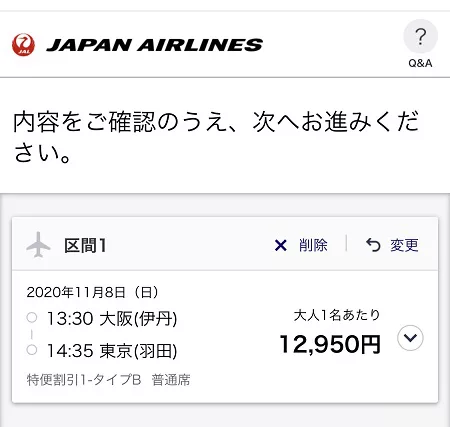 JAL JAPAN AIRLINES
?
Q&A
内容をご確認のうえ、次へお進みくだ
さい。
区間1 × 削除 変更
2020年11月8日（日）
13:30 大阪(伊丹)
14:35 東京(羽田)
大人1名あたり
12,950円
特便割引1-タイプB 普通席